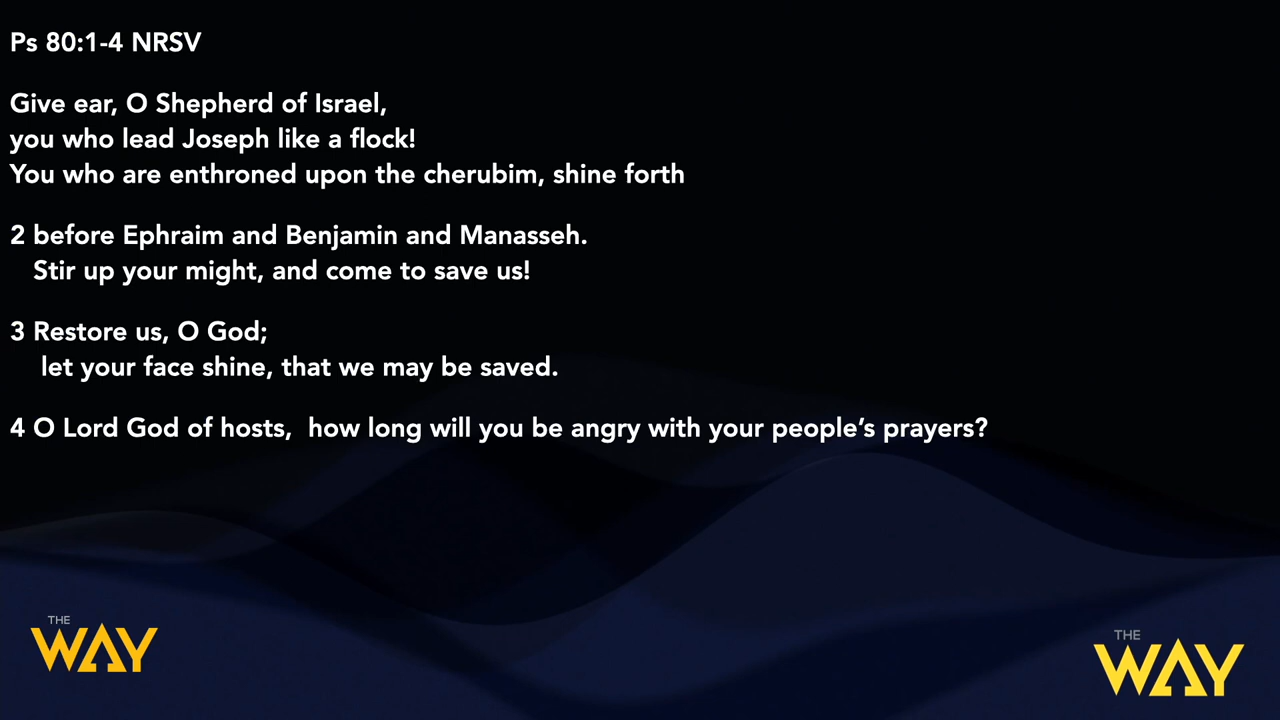 Ps 80:1-4 NRSV
Give ear, O Shepherd of Israel,
you who lead Joseph like a flock!
You who are enthroned upon the cherubim, shine forth
2 before Ephraim and Benjamin and Manasseh.
Stir up your might, and come to save us!
3 Restore us, O God;
let your face shine, that we may be saved.
4 O Lord God of hosts,  how long will you be angry with your people’s prayers?
THE
WAY
THE
WAY